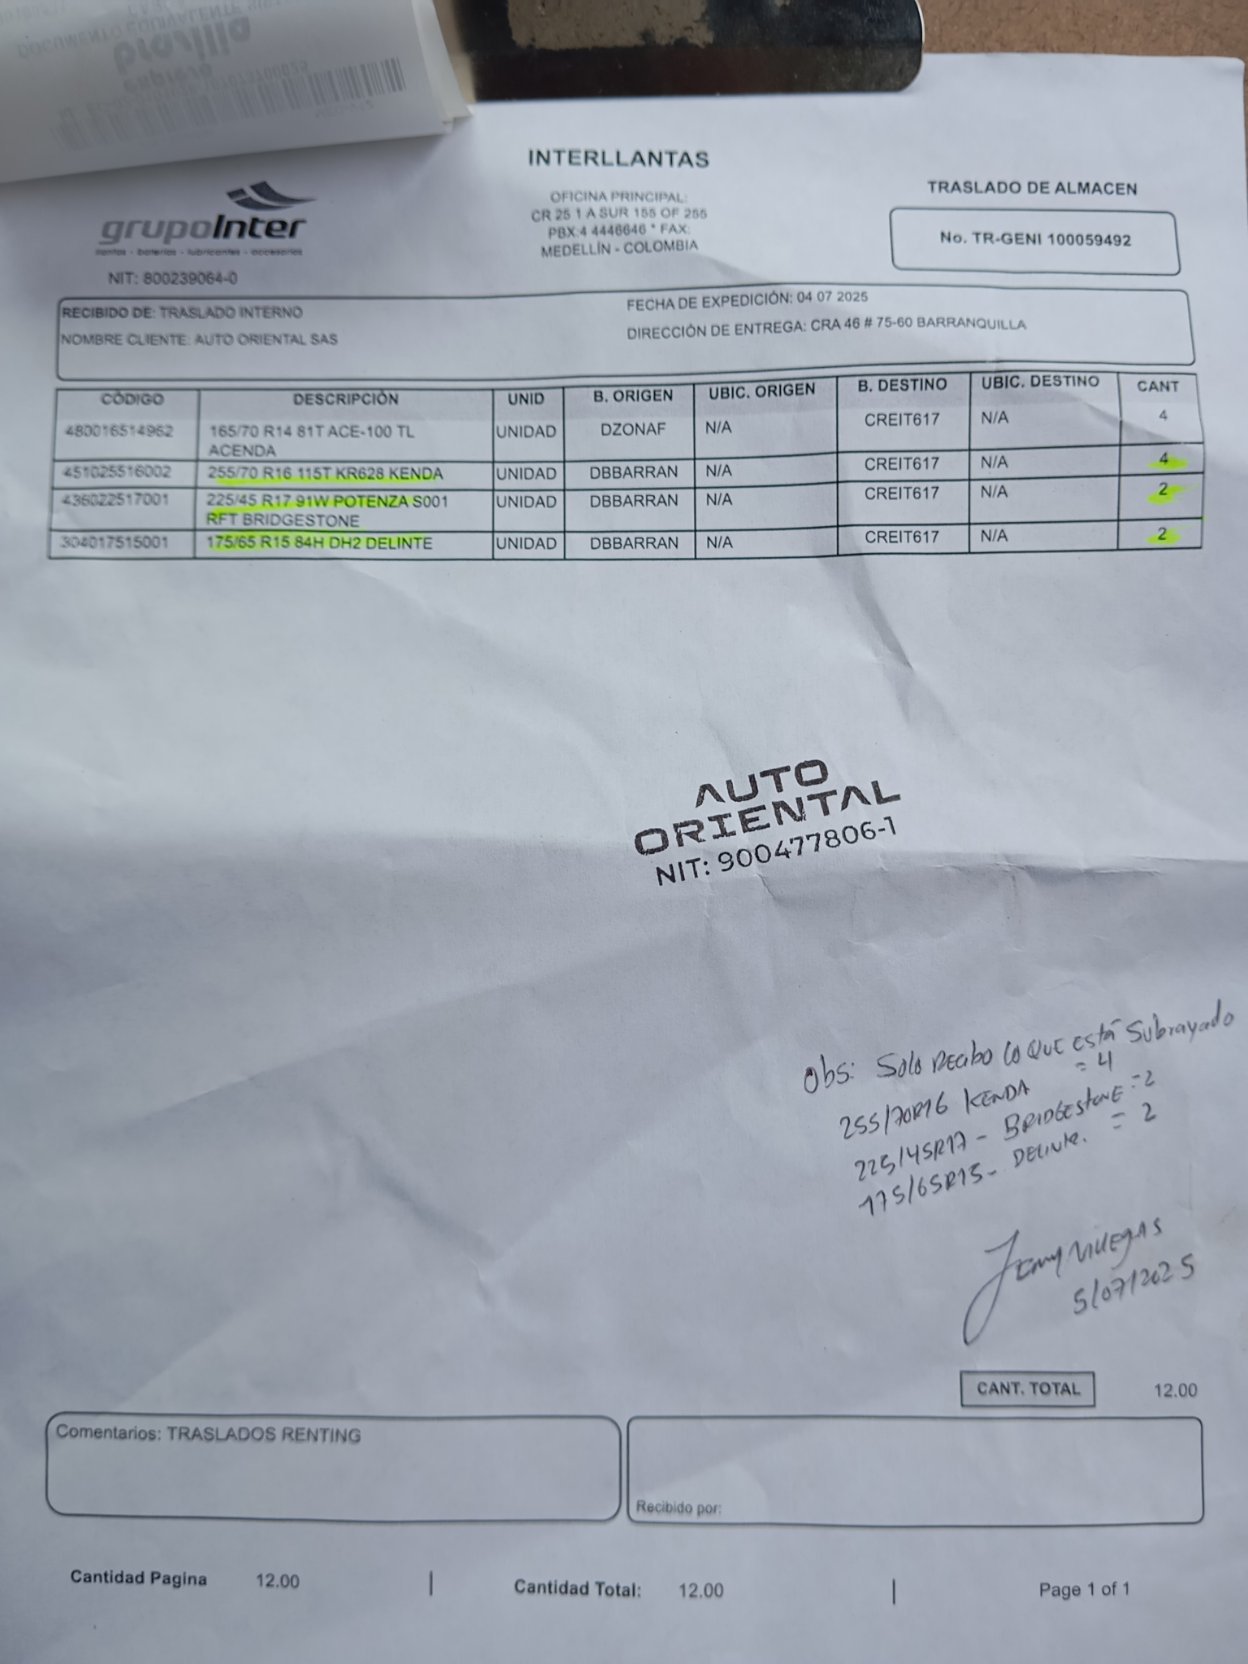 INTERLLANTAS
OFICINA PRINCIPAL:
CR 25 1 A SUR 155 OF 255
PBX:4 4446646 * FAX:
MEDELLÍN - COLOMBIA
TRASLADO DE ALMACEN
No. TR-GENI 100059492
grupoInter
llantas - baterías - lubricantes - accesorios
NIT: 800239064-0
RECIBIDO DE: TRASLADO INTERNO
FECHA DE EXPEDICIÓN: 04 07 2025
NOMBRE CLIENTE: AUTO ORIENTAL SAS
DIRECCIÓN DE ENTREGA: CRA 46 # 75-60 BARRANQUILLA
CÓDIGO DESCRIPCIÓN UNID B. ORIGEN UBIC. ORIGEN B. DESTINO UBIC. DESTINO CANT
480016514962 165/70 R14 81T ACE-100 TL UNIDAD DZONAF N/A CREIT617 N/A 4
ACENDA
451025516002 255/70 R16 115T KR628 KENDA UNIDAD DBBARRAN N/A CREIT617 N/A 4
436022517001 225/45 R17 91W POTENZA S001 UNIDAD DBBARRAN N/A CREIT617 N/A 2
RFT BRIDGESTONE
304017515001 175/65 R15 84H DH2 DELINTE UNIDAD DBBARRAN N/A CREIT617 N/A 2
AUTO
ORIENTAL
NIT: 900477806-1
Obs: Solo Recibo lo QUE está Subrayado
255/70R16 KENDA = 4
225/45R17 - BRIDGEStONE = 2
175/65R15 - DELINte. = 2
Jenny Villegas
5/07/2025
CANT. TOTAL 12.00
Comentarios: TRASLADOS RENTING
Recibido por:
Cantidad Pagina 12.00 | Cantidad Total: 12.00 | Page 1 of 1